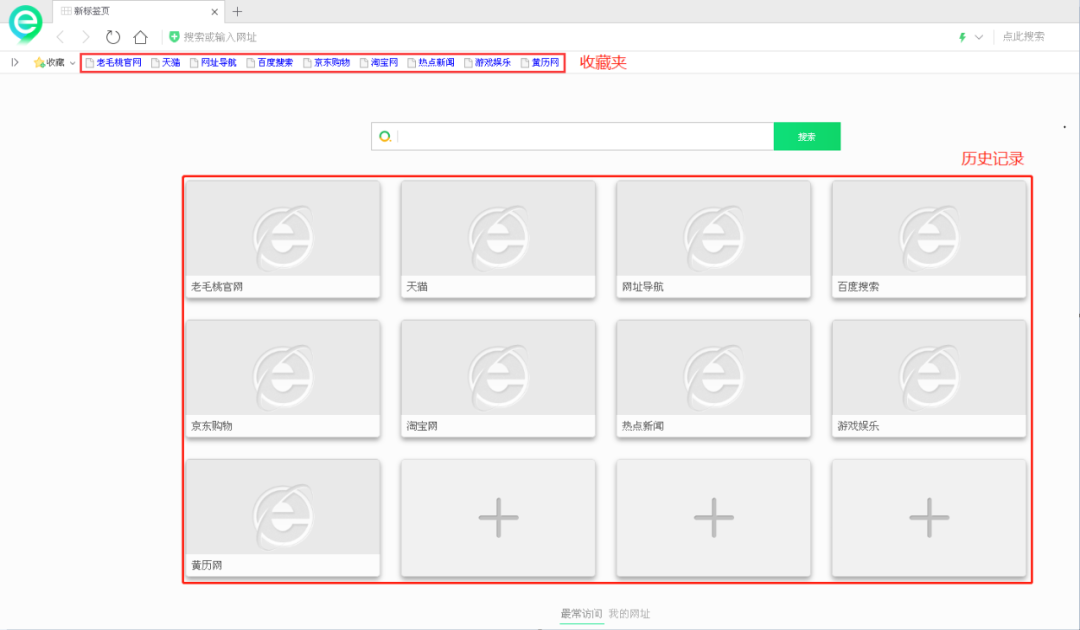 新标签页
搜索或输入网址
点此搜索
收藏 老毛桃官网 天猫 网址导航 百度搜索 京东购物 淘宝网 热点新闻 游戏娱乐 黄历网 收藏夹
搜索
历史记录
老毛桃官网 天猫 网址导航 百度搜索
京东购物 淘宝网 热点新闻 游戏娱乐
黄历网
最常访问 我的网址